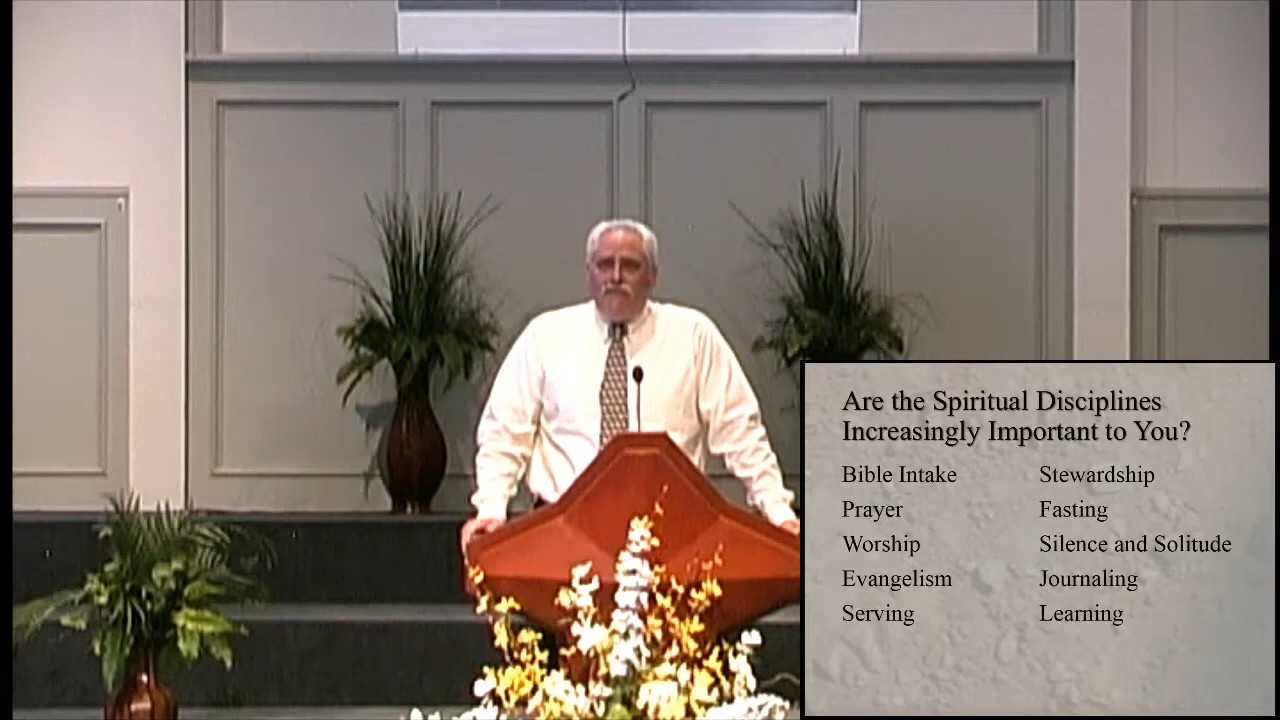 Are the Spiritual Disciplines
Increasingly Important to You?
Bible Intake
Prayer
Worship
Evangelism
Serving
Stewardship
Fasting
Silence and Solitude
Journaling
Learning